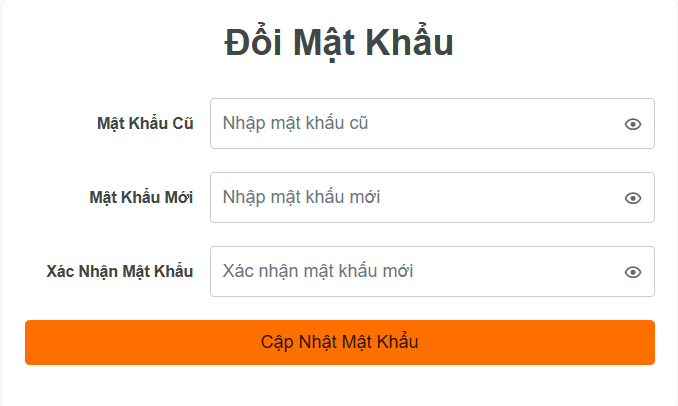 Đổi Mật Khẩu
Mật Khẩu Cũ
Nhập mật khẩu cũ
Mật Khẩu Mới
Nhập mật khẩu mới
Xác Nhận Mật Khẩu
Xác nhận mật khẩu mới
Cập Nhật Mật Khẩu